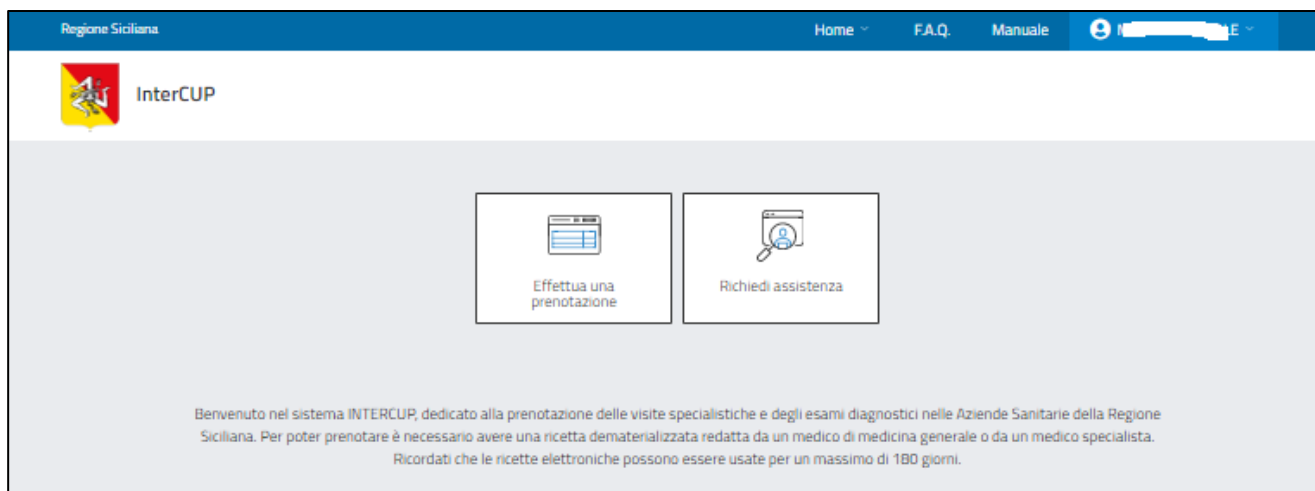 Regione Siciliana
Home
F.A.Q.
Manuale
InterCUP
Effettua una
prenotazione
Richiedi assistenza
Benvenuto nel sistema INTERCUP, dedicato alla prenotazione delle visite specialistiche e degli esami diagnostici nelle Aziende Sanitarie della Regione
Siciliana. Per poter prenotare è necessario avere una ricetta dematerializzata redatta da un medico di medicina generale o da un medico specialista.
Ricordati che le ricette elettroniche possono essere usate per un massimo di 180 giorni.